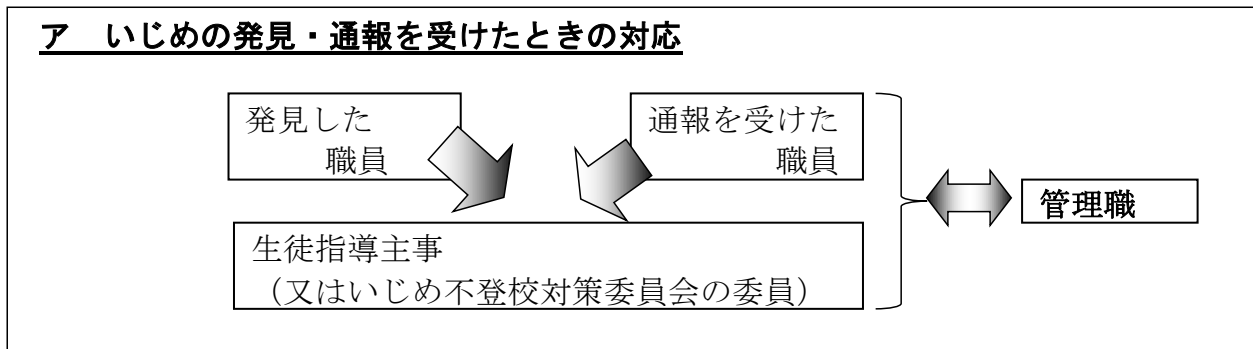 ア　いじめの発見・通報を受けたときの対応
発見した
職員
通報を受けた
職員
生徒指導主事
（又はいじめ不登校対策委員会の委員）
管理職